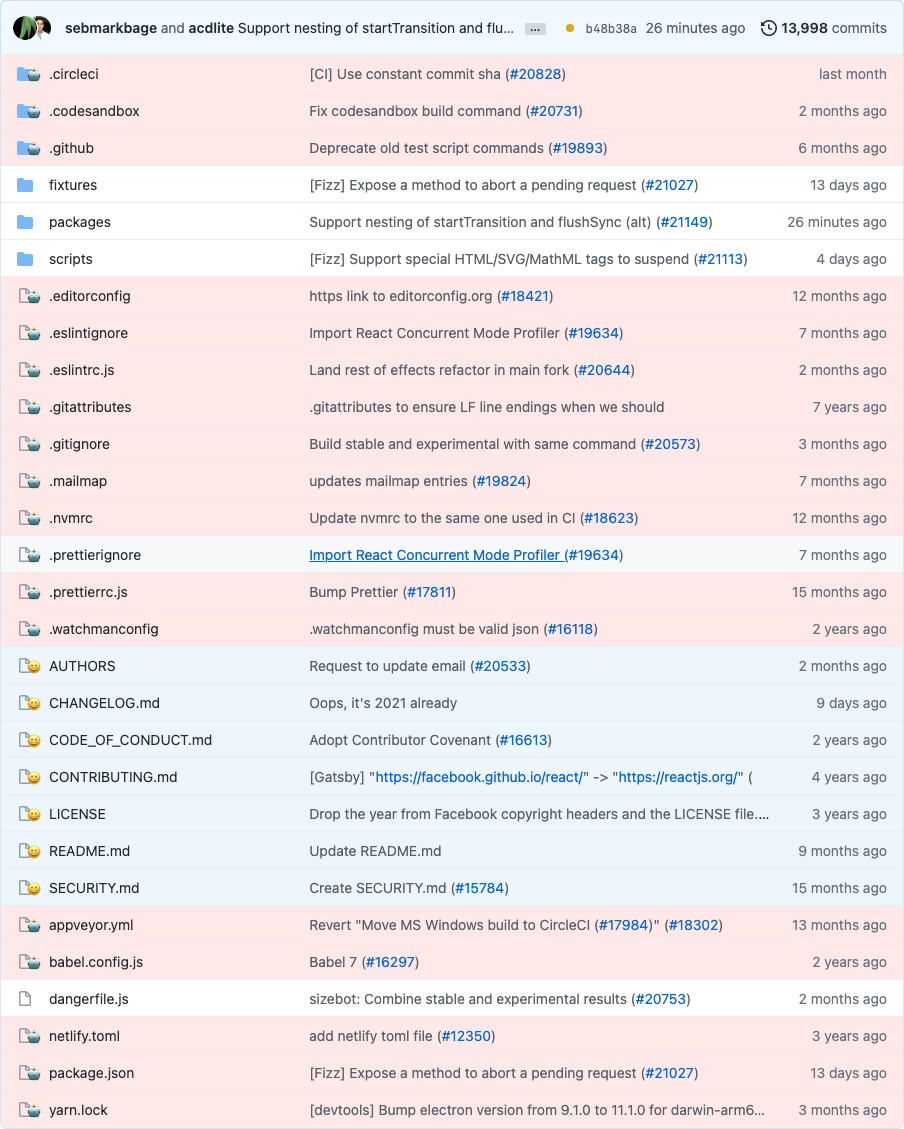 sebmarkbage and acdlite Support nesting of startTransition and flu... ... b48b38a 26 minutes ago 13,998 commits
.circleci [CI] Use constant commit sha (#20828) last month
.codesandbox Fix codesandbox build command (#20731) 2 months ago
.github Deprecate old test script commands (#19893) 6 months ago
fixtures [Fizz] Expose a method to abort a pending request (#21027) 13 days ago
packages Support nesting of startTransition and flushSync (alt) (#21149) 26 minutes ago
scripts [Fizz] Support special HTML/SVG/MathML tags to suspend (#21113) 4 days ago
.editorconfig https link to editorconfig.org (#18421) 12 months ago
.eslintignore Import React Concurrent Mode Profiler (#19634) 7 months ago
.eslintrc.js Land rest of effects refactor in main fork (#20644) 2 months ago
.gitattributes .gitattributes to ensure LF line endings when we should 7 years ago
.gitignore Build stable and experimental with same command (#20573) 3 months ago
.mailmap updates mailmap entries (#19824) 7 months ago
.nvmrc Update nvmrc to the same one used in CI (#18623) 12 months ago
.prettierignore Import React Concurrent Mode Profiler (#19634) 7 months ago
.prettierrc.js Bump Prettier (#17811) 15 months ago
.watchmanconfig .watchmanconfig must be valid json (#16118) 2 years ago
AUTHORS Request to update email (#20533) 2 months ago
CHANGELOG.md Oops, it's 2021 already 9 days ago
CODE_OF_CONDUCT.md Adopt Contributor Covenant (#16613) 2 years ago
CONTRIBUTING.md [Gatsby] "https://facebook.github.io/react/" -> "https://reactjs.org/" ( 4 years ago
LICENSE Drop the year from Facebook copyright headers and the LICENSE file.... 3 years ago
README.md Update README.md 9 months ago
SECURITY.md Create SECURITY.md (#15784) 15 months ago
appveyor.yml Revert "Move MS Windows build to CircleCI (#17984)" (#18302) 13 months ago
babel.config.js Babel 7 (#16297) 2 years ago
dangerfile.js sizebot: Combine stable and experimental results (#20753) 2 months ago
netlify.toml add netlify toml file (#12350) 3 years ago
package.json [Fizz] Expose a method to abort a pending request (#21027) 13 days ago
yarn.lock [devtools] Bump electron version from 9.1.0 to 11.1.0 for darwin-arm6... 3 months ago